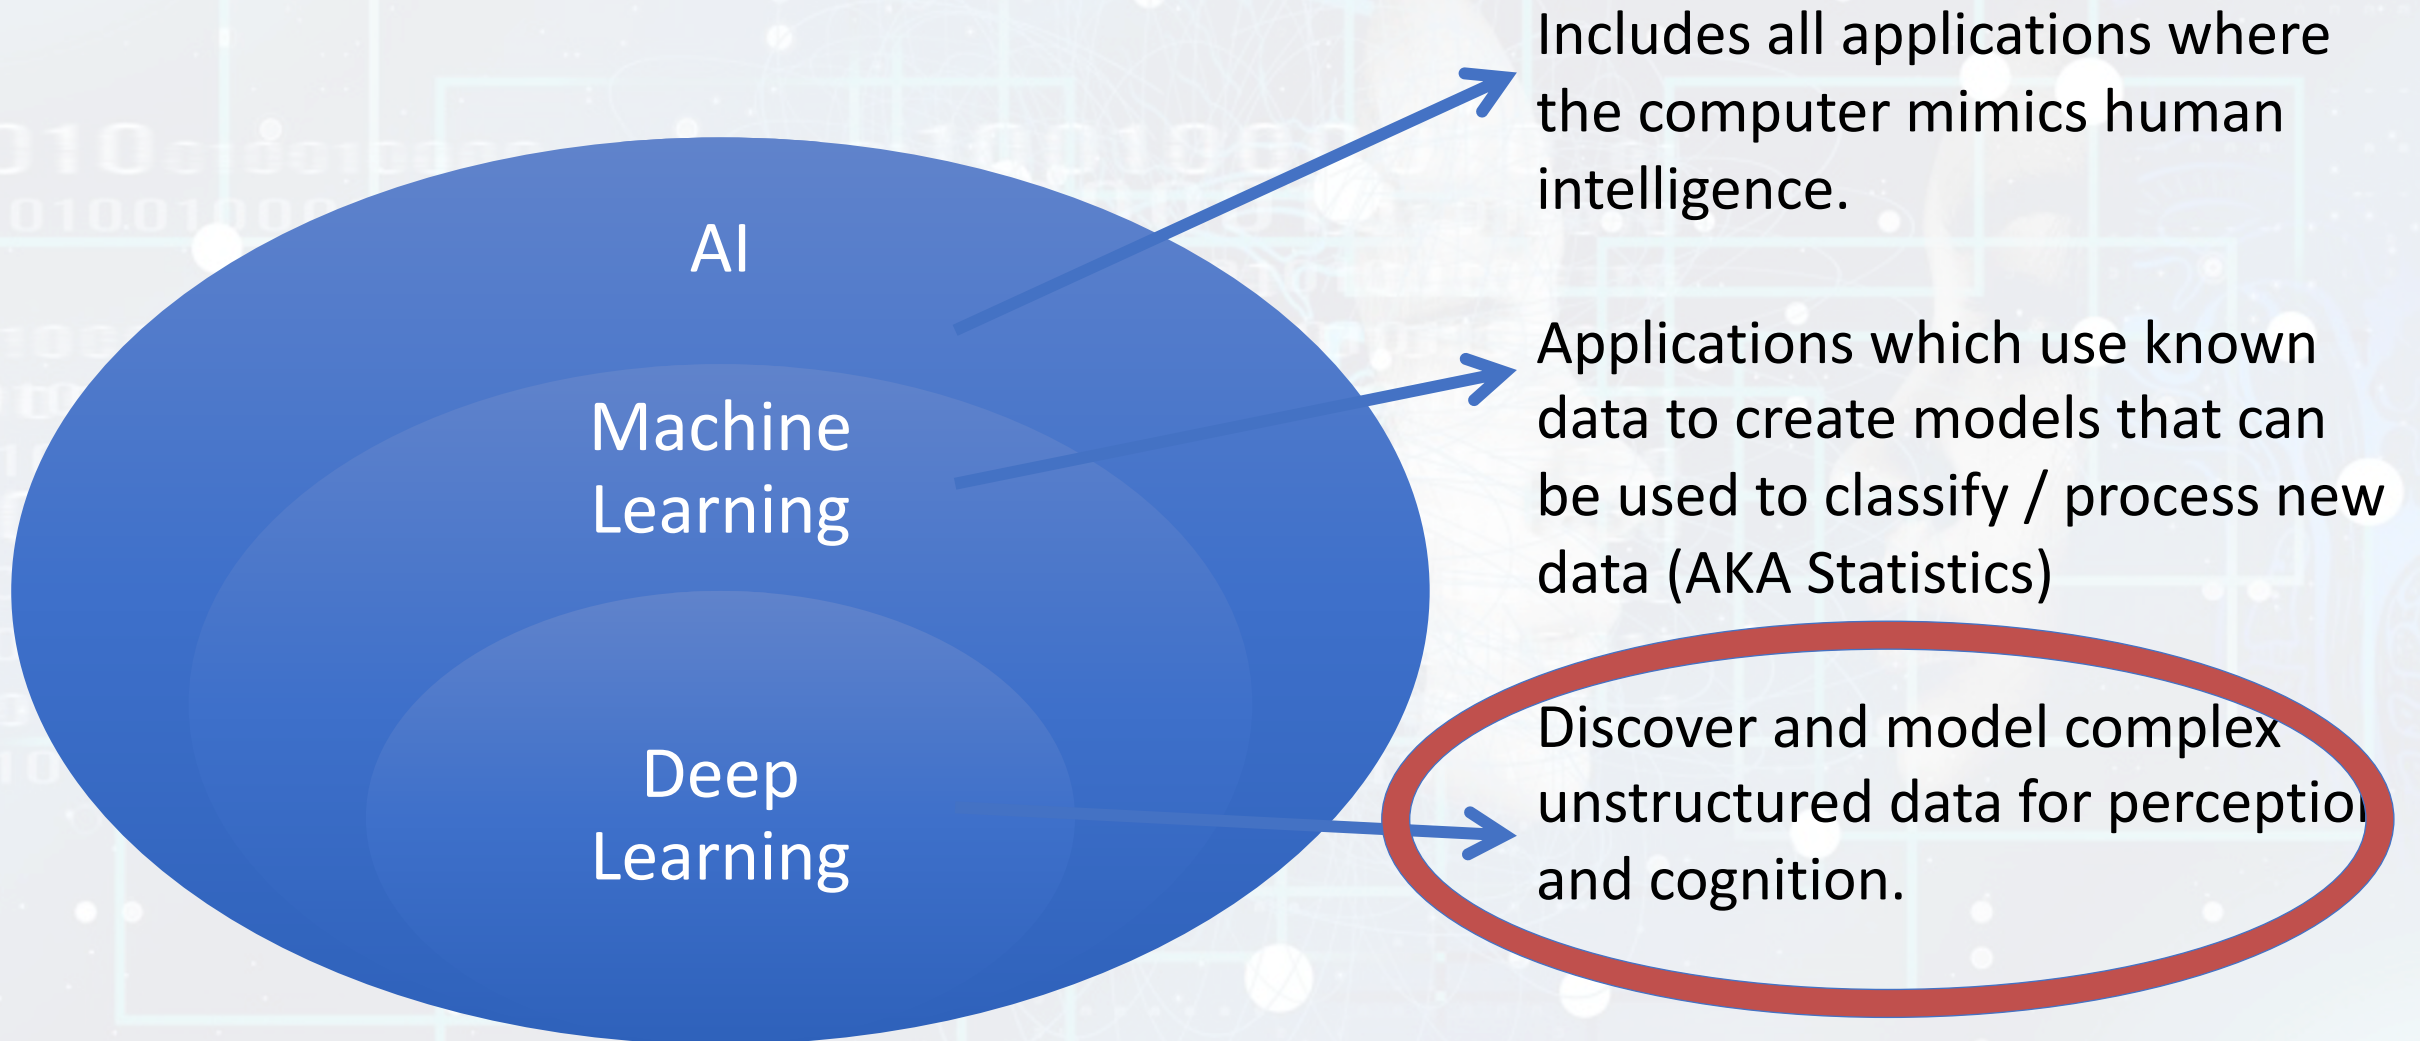 Includes all applications where
the computer mimics human
intelligence.
AI
Applications which use known
data to create models that can
be used to classify / process new
data (AKA Statistics)
Machine
Learning
Discover and model complex
unstructured data for perception
and cognition.
Deep
Learning